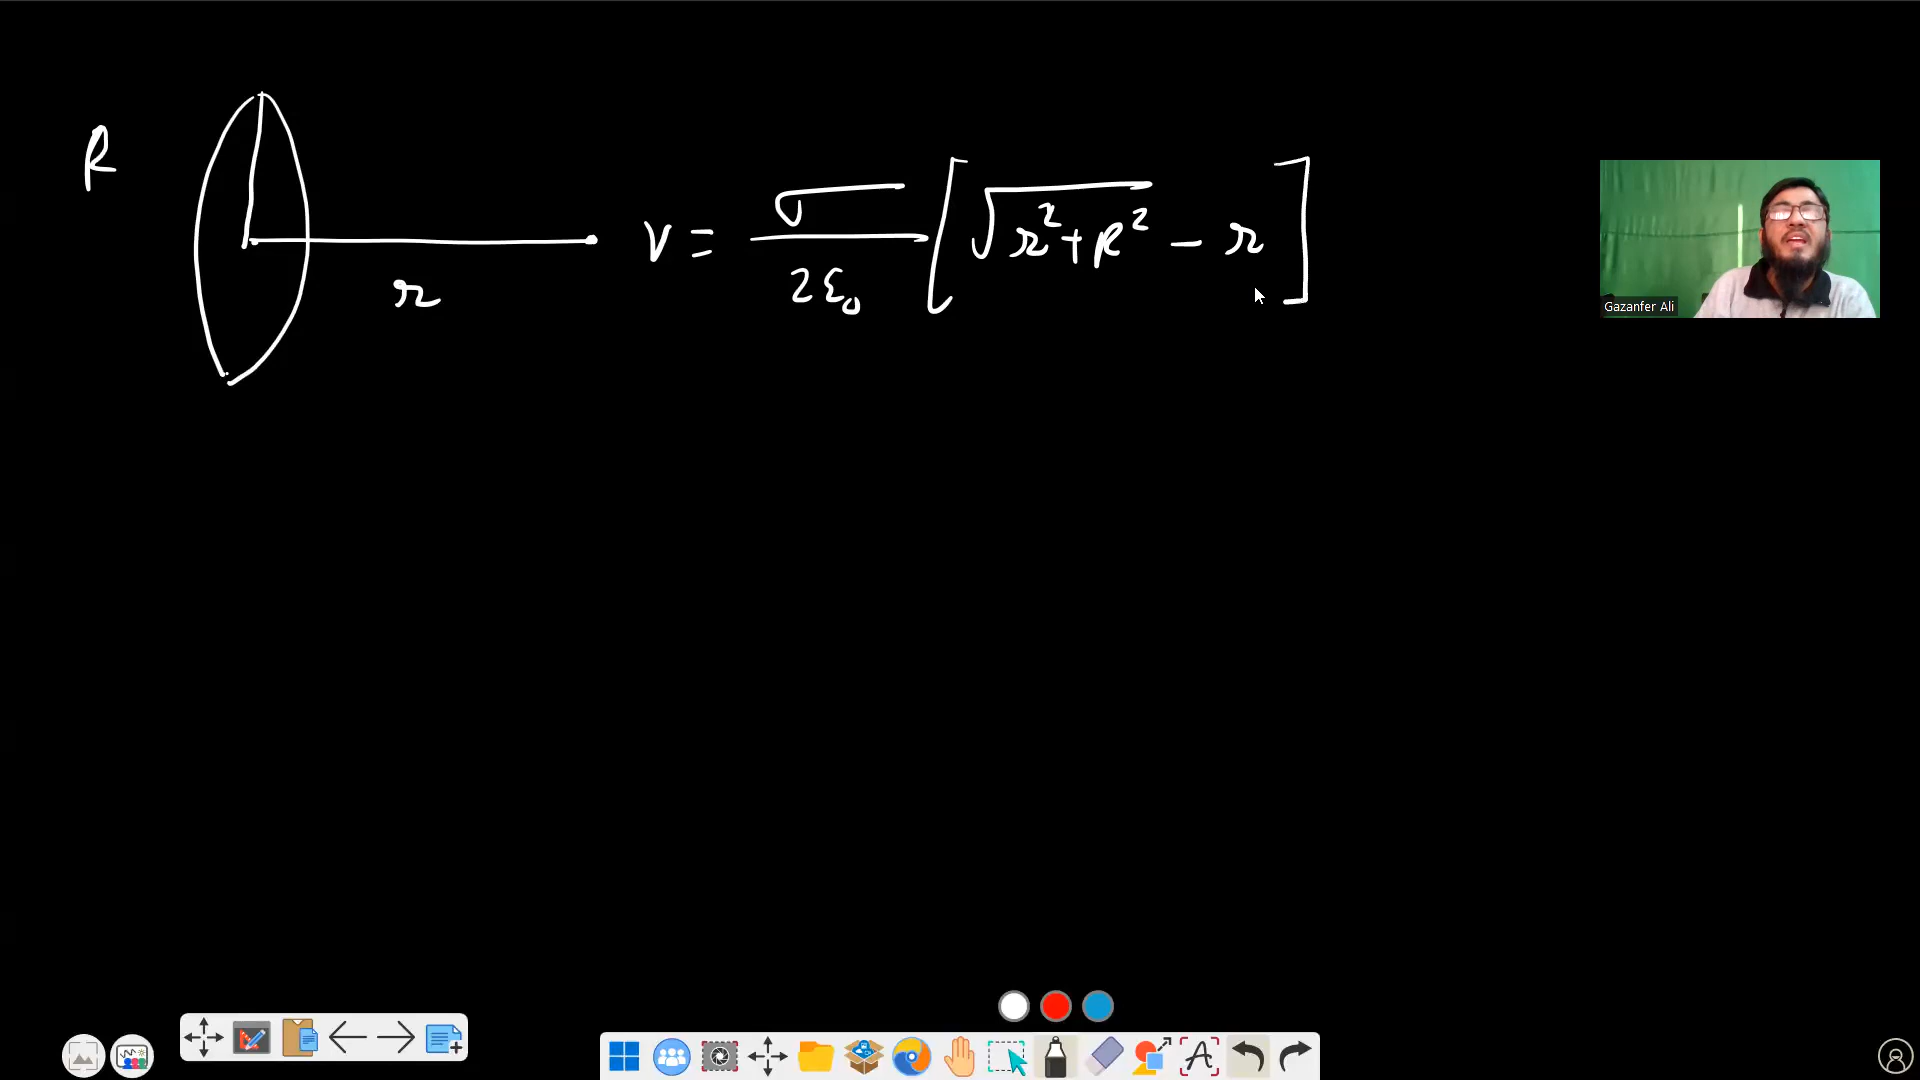 R
r
V = σ / 2ε₀ [ √r²+R² − r ]
Gazanfer Ali